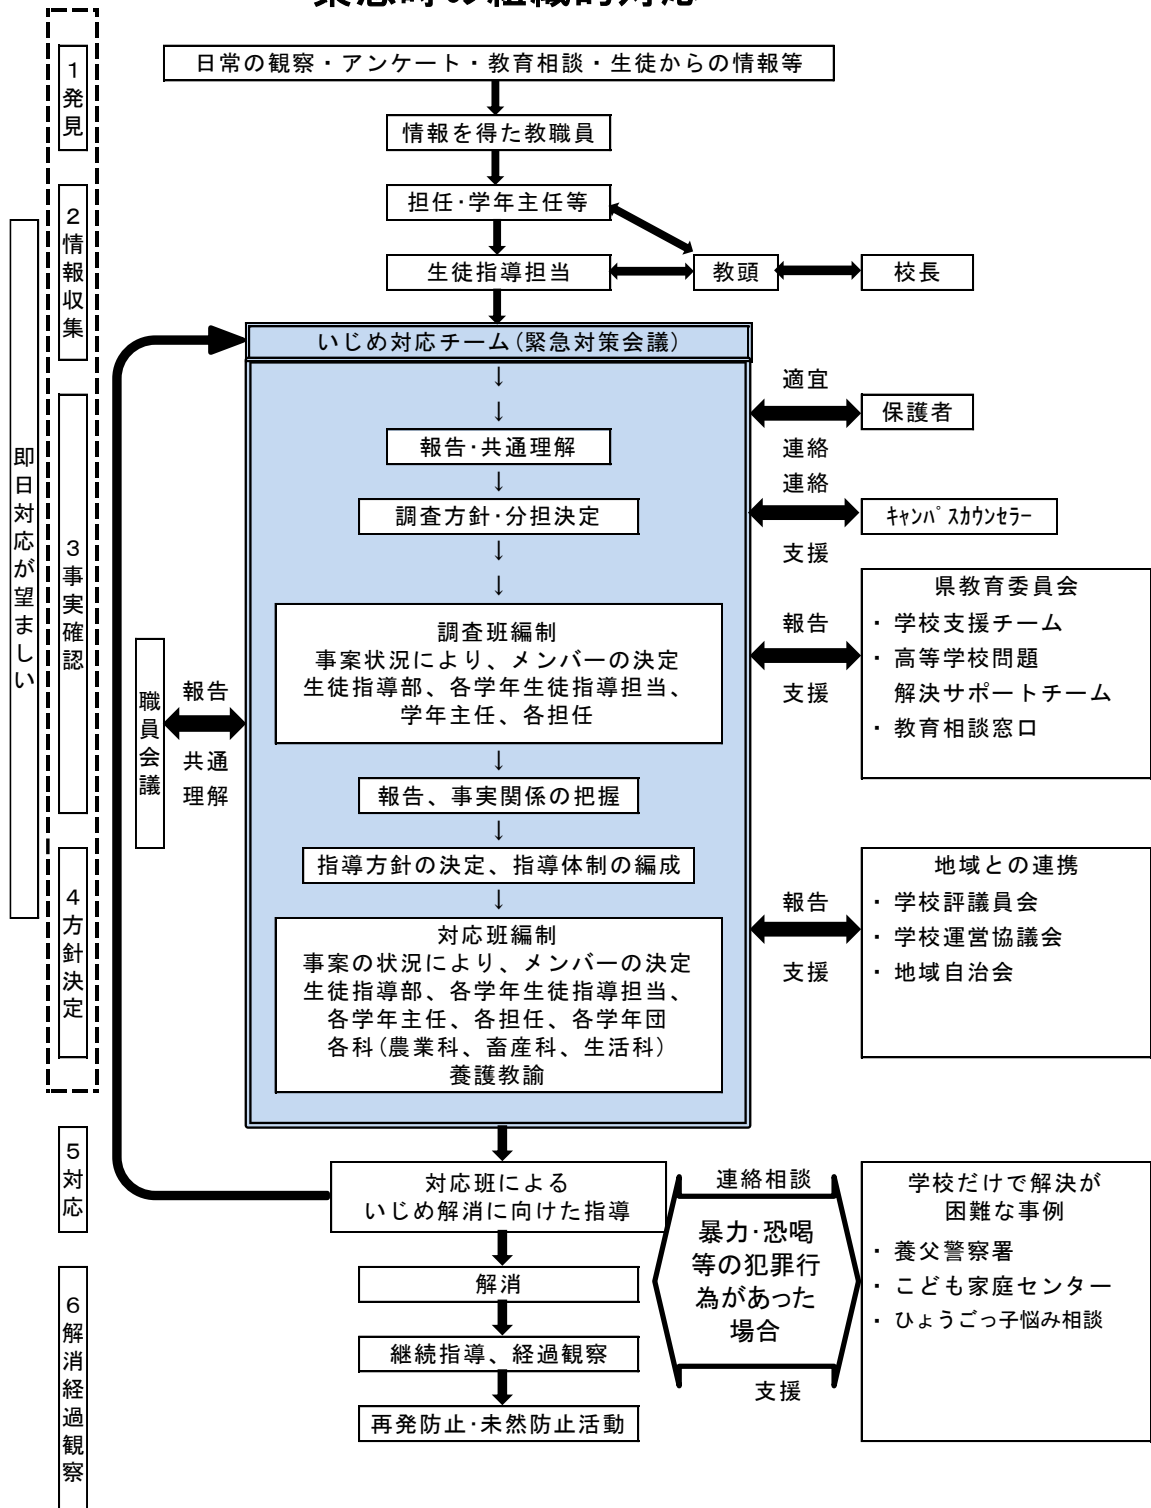 緊急時の組織的対応
1発見
日常の観察・アンケート・教育相談・生徒からの情報等
情報を得た教職員
2情報収集
担任・学年主任等
生徒指導担当
教頭
校長
即日対応が望ましい
いじめ対応チーム(緊急対策会議)
↓
↓
適宜
連絡
保護者
報告・共通理解
↓
連絡
支援
キャンパスカウンセラー
調査方針・分担決定
↓
↓
3事実確認
調査班編制
事案状況により、メンバーの決定
生徒指導部、各学年生徒指導担当、
学年主任、各担任
報告
支援
県教育委員会
・学校支援チーム
・高等学校問題
解決サポートチーム
・教育相談窓口
職員会議
報告
共通
理解
↓
報告、事実関係の把握
↓
4方針決定
指導方針の決定、指導体制の編成
↓
対応班編制
事案の状況により、メンバーの決定
生徒指導部、各学年生徒指導担当、
各学年主任、各担任、各学年団
各科(農業科、畜産科、生活科)
養護教諭
報告
支援
地域との連携
・学校評議員会
・学校運営協議会
・地域自治会
5対応
対応班による
いじめ解消に向けた指導
連絡相談
暴力・恐喝
等の犯罪行
為があった
場合
支援
学校だけで解決が
困難な事例
・養父警察署
・こども家庭センター
・ひょうごっ子悩み相談
6解消経過観察
解消
継続指導、経過観察
再発防止・未然防止活動